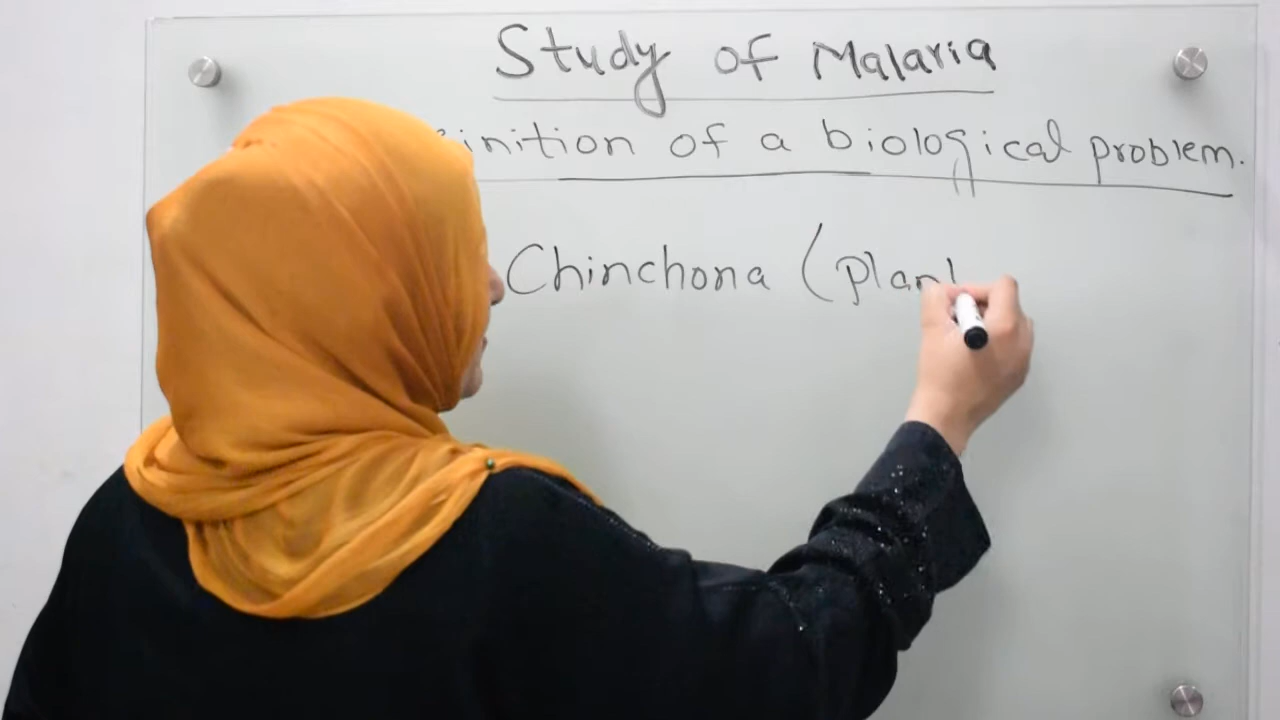 Study of Malaria
inition of a biological problem.
Chinchona (plan